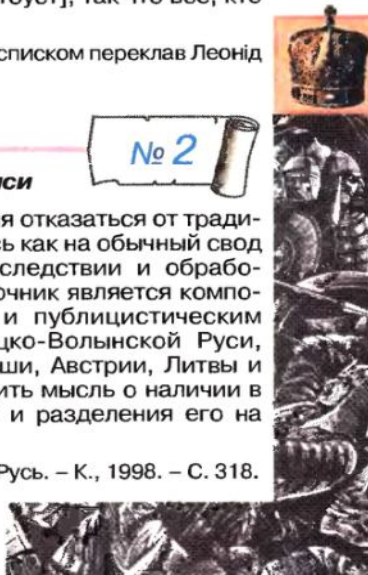 так что все, кто
списком переклав Леонід
№ 2
ся отказаться от тради-
сь как на обычный свод
следствии и обрабо-
очник является компо-
и публицистическим
цко-Волынской Руси,
ши, Австрии, Литвы и
ить мысль о наличии в
и разделения его на
Русь. – К., 1998. – С. 318.